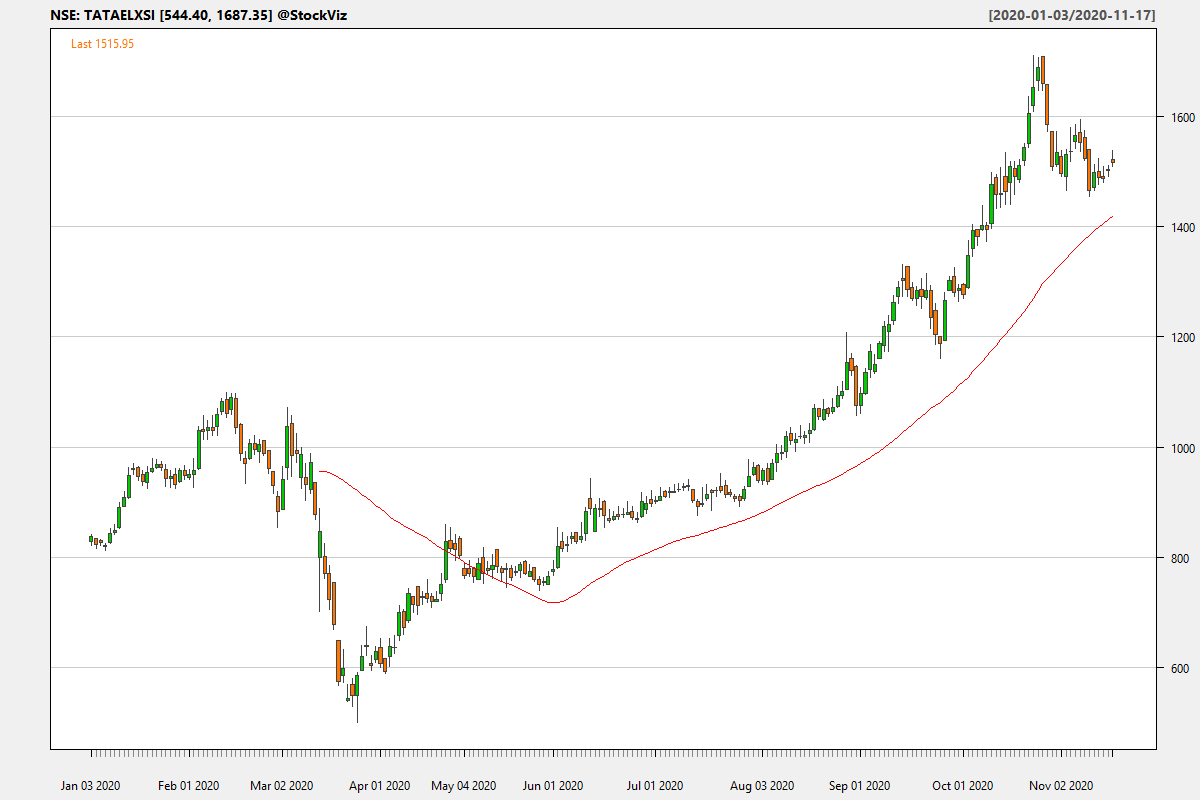 NSE: TATAELXSI [544.40, 1687.35] @StockViz
[2020-01-03/2020-11-17]
Last 1515.95
1600
1400
1200
1000
800
600
Jan 03 2020 Feb 01 2020 Mar 02 2020 Apr 01 2020 May 04 2020 Jun 01 2020 Jul 01 2020 Aug 03 2020 Sep 01 2020 Oct 01 2020 Nov 02 2020